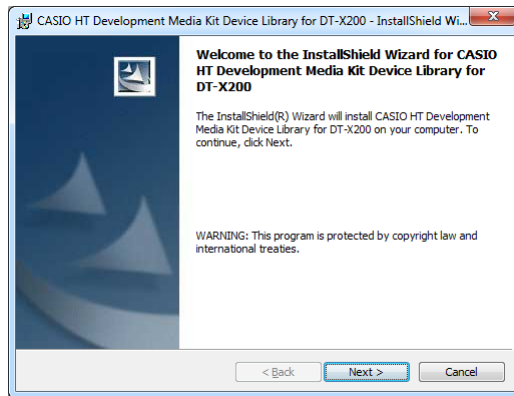 CASIO HT Development Media Kit Device Library for DT-X200 - InstallShield Wi...
Welcome to the InstallShield Wizard for CASIO
HT Development Media Kit Device Library for
DT-X200
The InstallShield(R) Wizard will install CASIO HT Development
Media Kit Device Library for DT-X200 on your computer. To
continue, click Next.
WARNING: This program is protected by copyright law and
international treaties.
< Back Next > Cancel